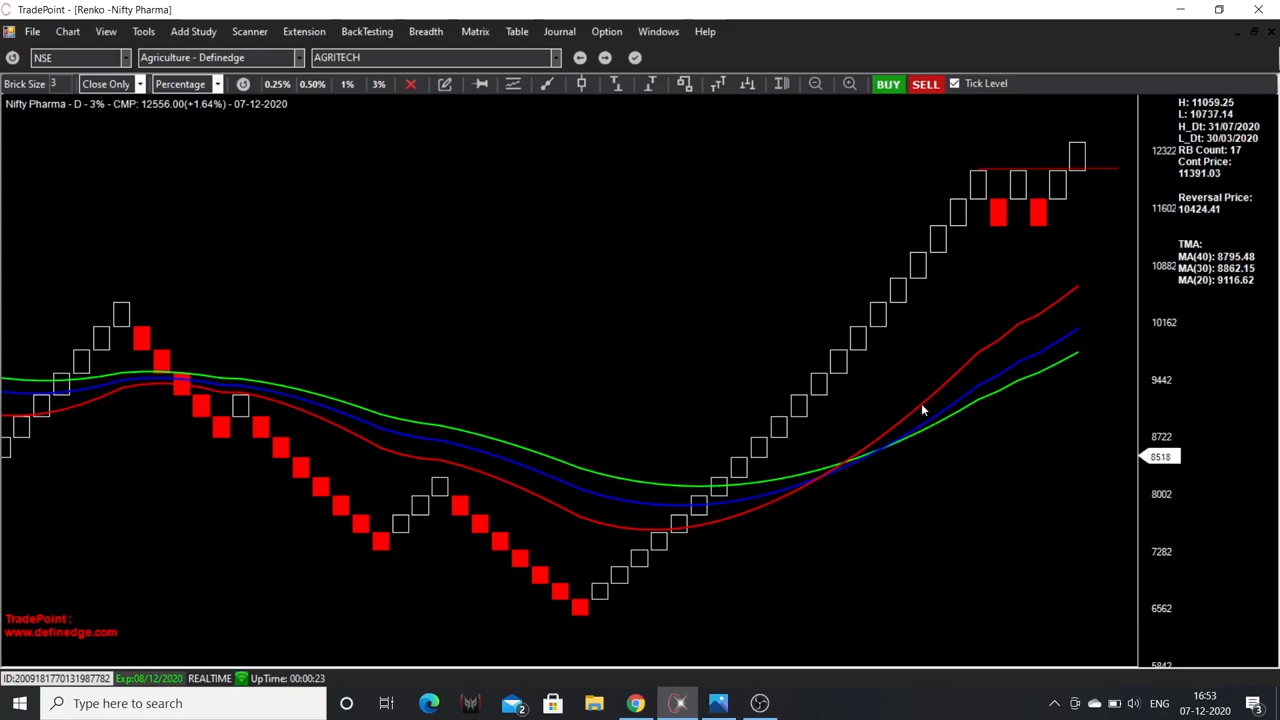 TradePoint - [Renko -Nifty Pharma]
File Chart View Tools Add Study Scanner Extension BackTesting Breadth Matrix Table Journal Option Windows Help
NSE Agriculture - Definedge AGRITECH
Brick Size 3 Close Only Percentage 0.25% 0.50% 1% 3% BUY SELL Tick Level
Nifty Pharma - D - 3% - CMP: 12556.00(+1.64%) - 07-12-2020
H: 11059.25
L: 10737.14
H_Dt: 31/07/2020
L_Dt: 30/03/2020
RB Count: 17
Cont Price:
11391.03
Reversal Price:
10424.41
TMA:
MA(40): 8795.48
MA(30): 8862.15
MA(20): 9116.62
12322
11602
10882
10162
9442
8722
8518
8002
7282
6562
5842
TradePoint :
www.definedge.com
ID:2009181770131987782 Exp:08/12/2020 REALTIME UpTime: 00:00:23
Type here to search
2
ENG
16:53
07-12-2020
3